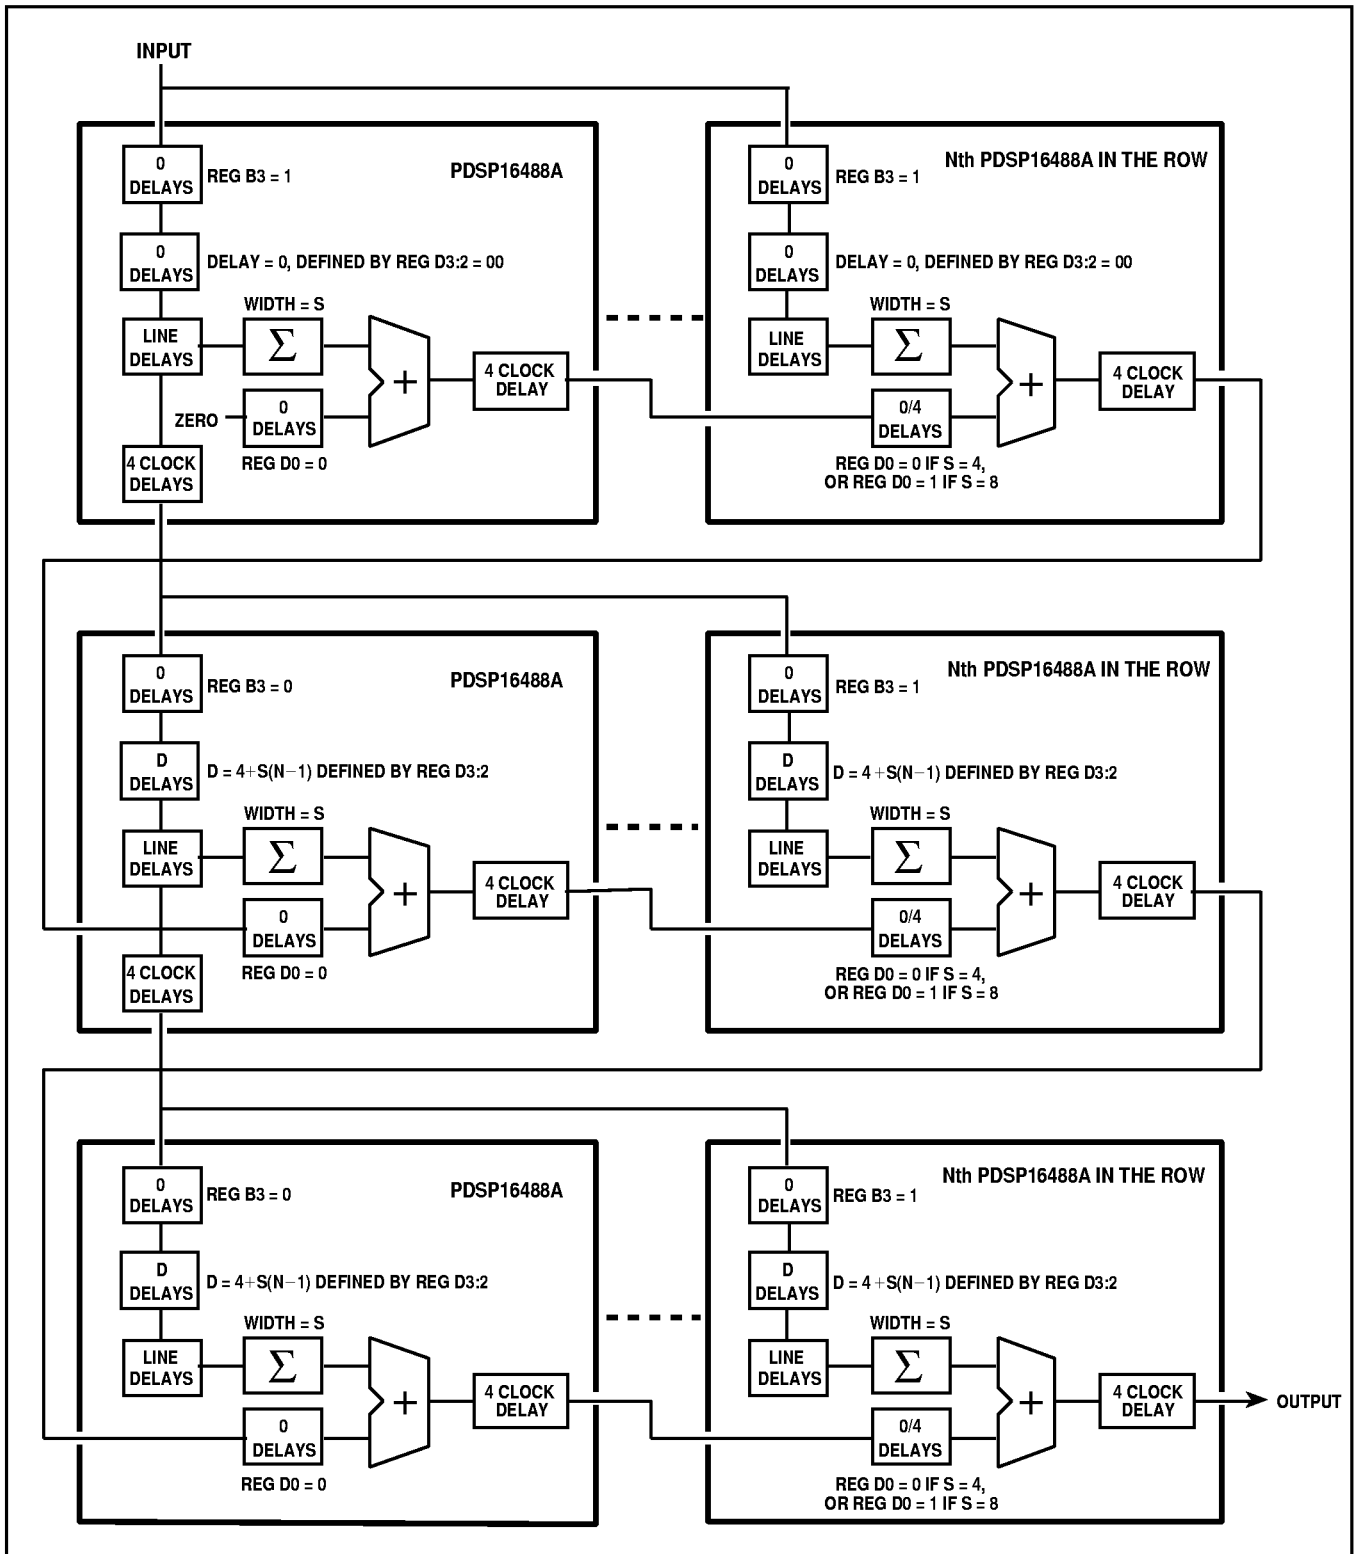 INPUT
0
DELAYS
REG B3 = 1
PDSP16488A
0
DELAYS
DELAY = 0, DEFINED BY REG D3:2 = 00
LINE
DELAYS
WIDTH = S
Σ
+
4 CLOCK
DELAY
ZERO
0
DELAYS
REG D0 = 0
4 CLOCK
DELAYS
Nth PDSP16488A IN THE ROW
0
DELAYS
REG B3 = 1
0
DELAYS
DELAY = 0, DEFINED BY REG D3:2 = 00
LINE
DELAYS
WIDTH = S
Σ
+
4 CLOCK
DELAY
0/4
DELAYS
REG D0 = 0 IF S = 4,
OR REG D0 = 1 IF S = 8
0
DELAYS
REG B3 = 0
PDSP16488A
D
DELAYS
D = 4+S(N−1) DEFINED BY REG D3:2
LINE
DELAYS
WIDTH = S
Σ
+
4 CLOCK
DELAY
0
DELAYS
REG D0 = 0
4 CLOCK
DELAYS
Nth PDSP16488A IN THE ROW
0
DELAYS
REG B3 = 1
D
DELAYS
D = 4+S(N−1) DEFINED BY REG D3:2
LINE
DELAYS
WIDTH = S
Σ
+
4 CLOCK
DELAY
0/4
DELAYS
REG D0 = 0 IF S = 4,
OR REG D0 = 1 IF S = 8
0
DELAYS
REG B3 = 0
PDSP16488A
D
DELAYS
D = 4+S(N−1) DEFINED BY REG D3:2
LINE
DELAYS
WIDTH = S
Σ
+
4 CLOCK
DELAY
0
DELAYS
REG D0 = 0
Nth PDSP16488A IN THE ROW
0
DELAYS
REG B3 = 1
D
DELAYS
D = 4+S(N−1) DEFINED BY REG D3:2
LINE
DELAYS
WIDTH = S
Σ
+
4 CLOCK
DELAY
OUTPUT
0/4
DELAYS
REG D0 = 0 IF S = 4,
OR REG D0 = 1 IF S = 8